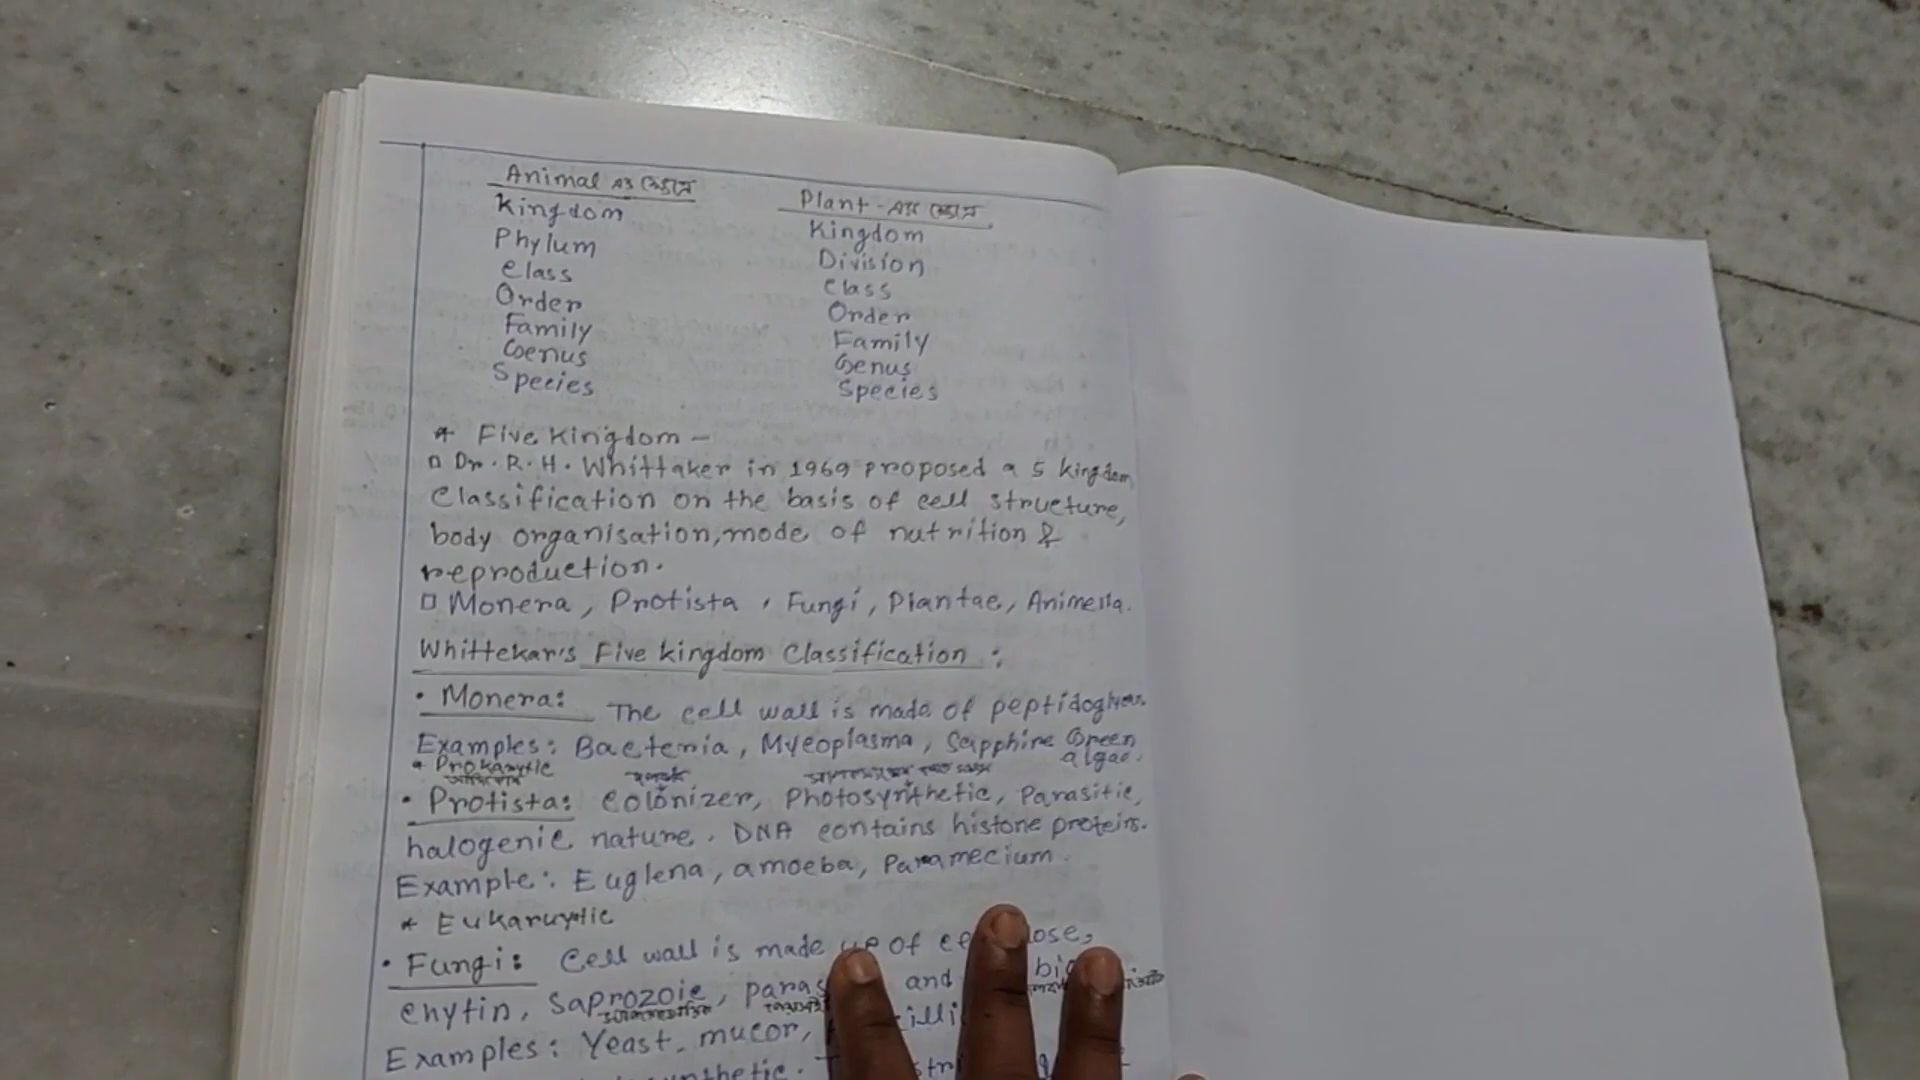 Animal এর ক্ষেত্রে
Kingdom
Phylum
Class
Order
Family
Genus
Species
Plant - এর ক্ষেত্রে
Kingdom
Division
Class
Order
Family
Genus
Species
* Five Kingdom —
□ Dr. R. H. Whittaker in 1969 proposed a 5 kingdom
Classification on the basis of cell structure,
body organisation, mode of nutrition &
reproduction.
□ Monera, Protista, Fungi, Plantae, Animella.
Whittekar's Five kingdom Classification :
• Monera: The cell wall is made of
Examples: Bacteria, Mycoplasma, Sapphire Green
algae.
* Prokaryotic
• Protista: Colonizer, Photosynthetic, Parasitic,
halogenic nature. DNA contains histone proteins.
Example: Euglena, amoeba, Paramecium.
* Eukaruyotic
• Fungi: Cell wall is made up of
chytin, saprozoic, and
Examples: Yeast, mucor,